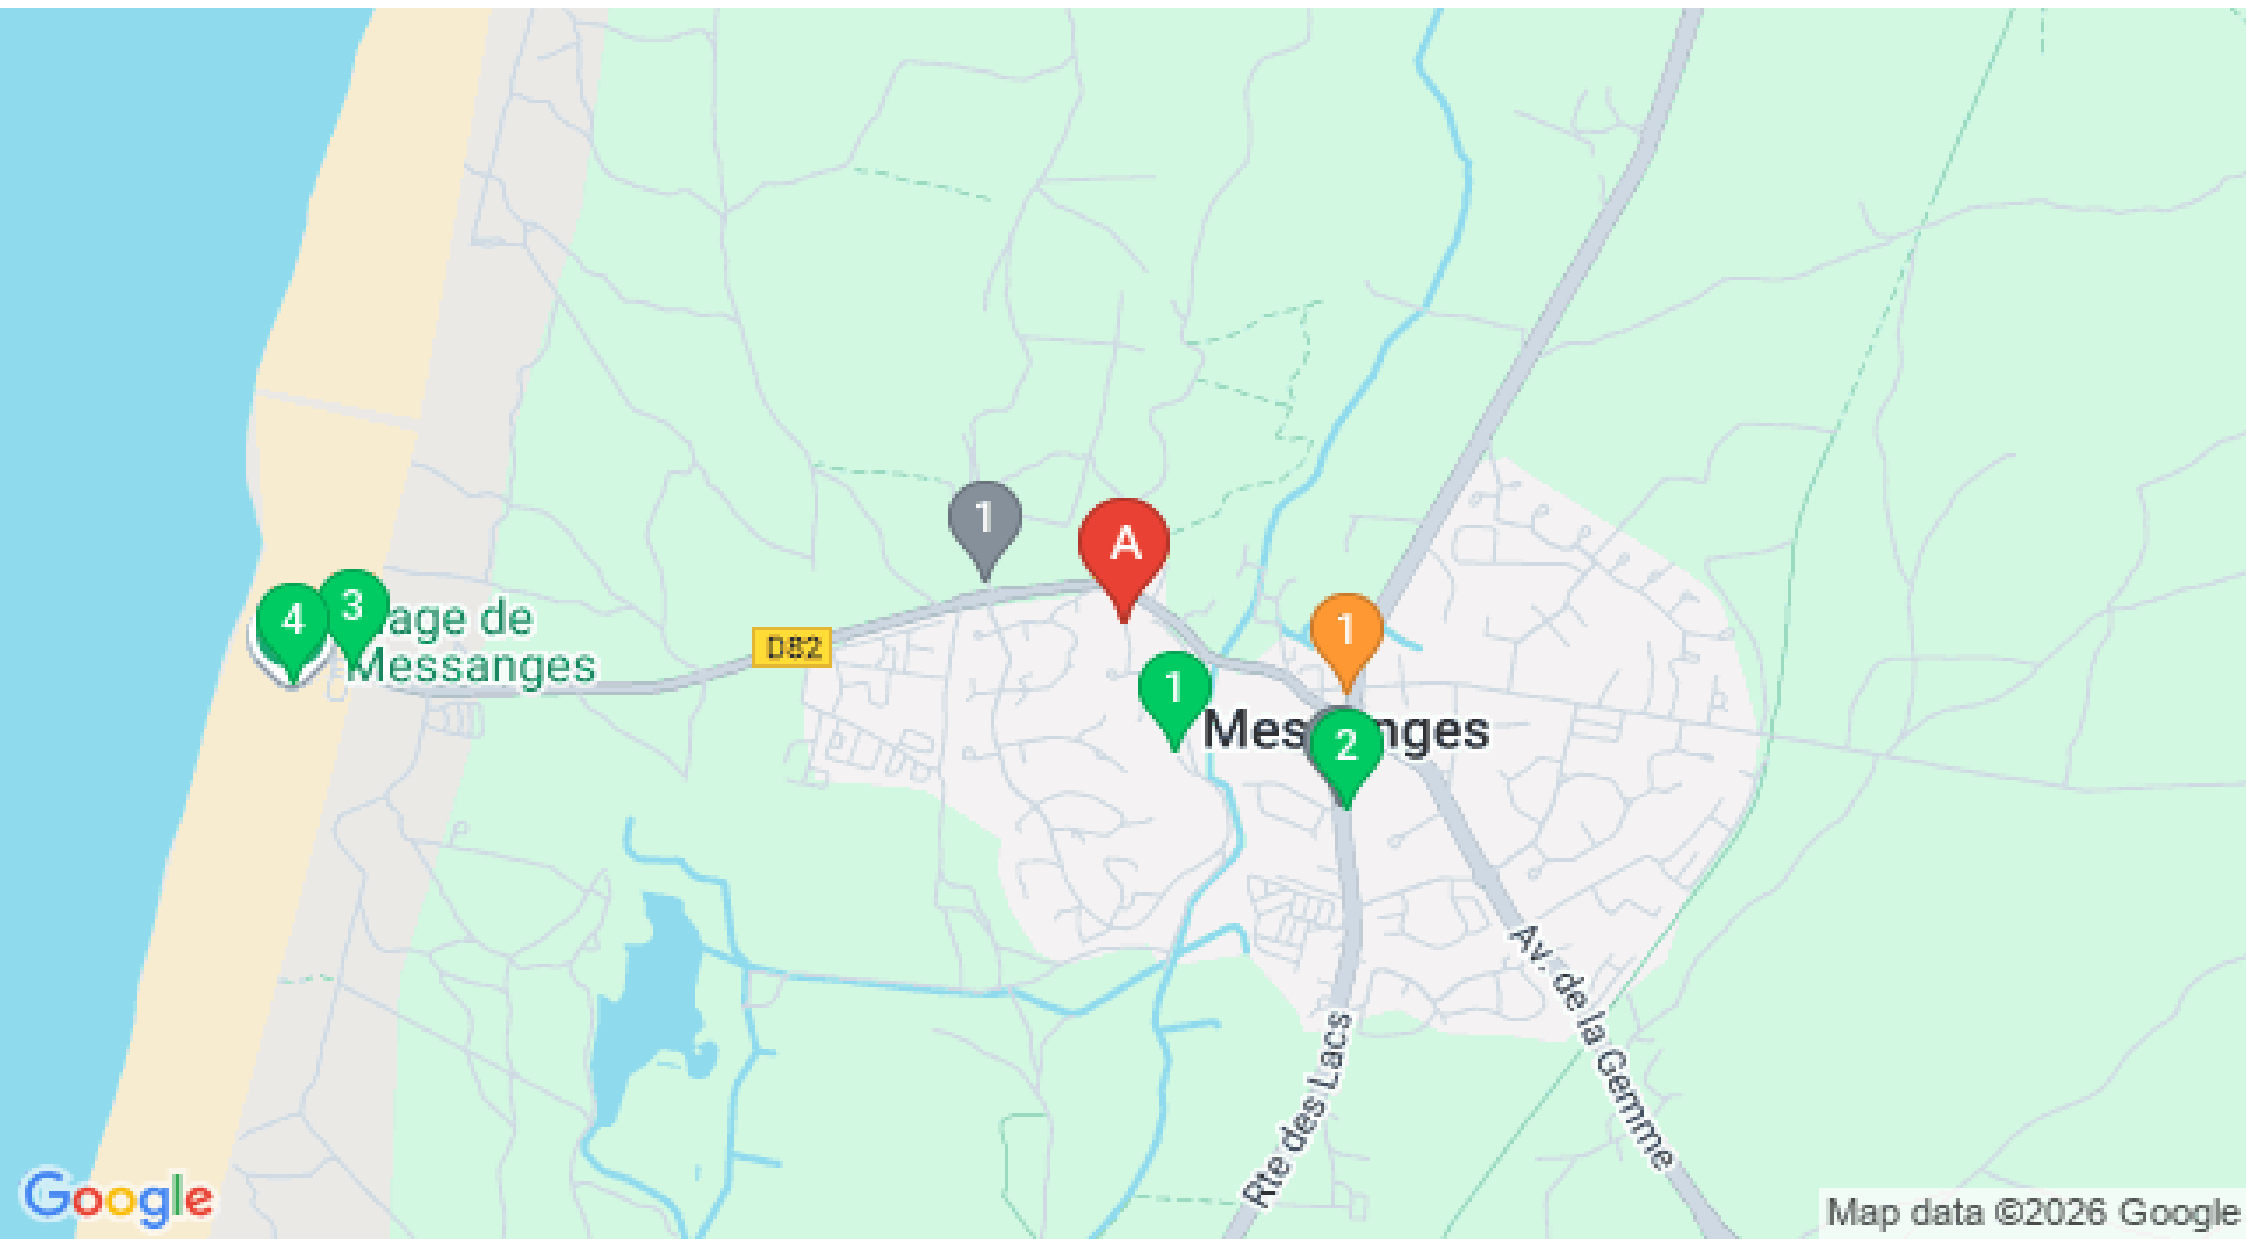 1
A
4
3
age de
Messanges
D82
1
1
Mes nges
2
Av. de la Gemme
Rte des Lacs
Google
Map data ©2026 Google